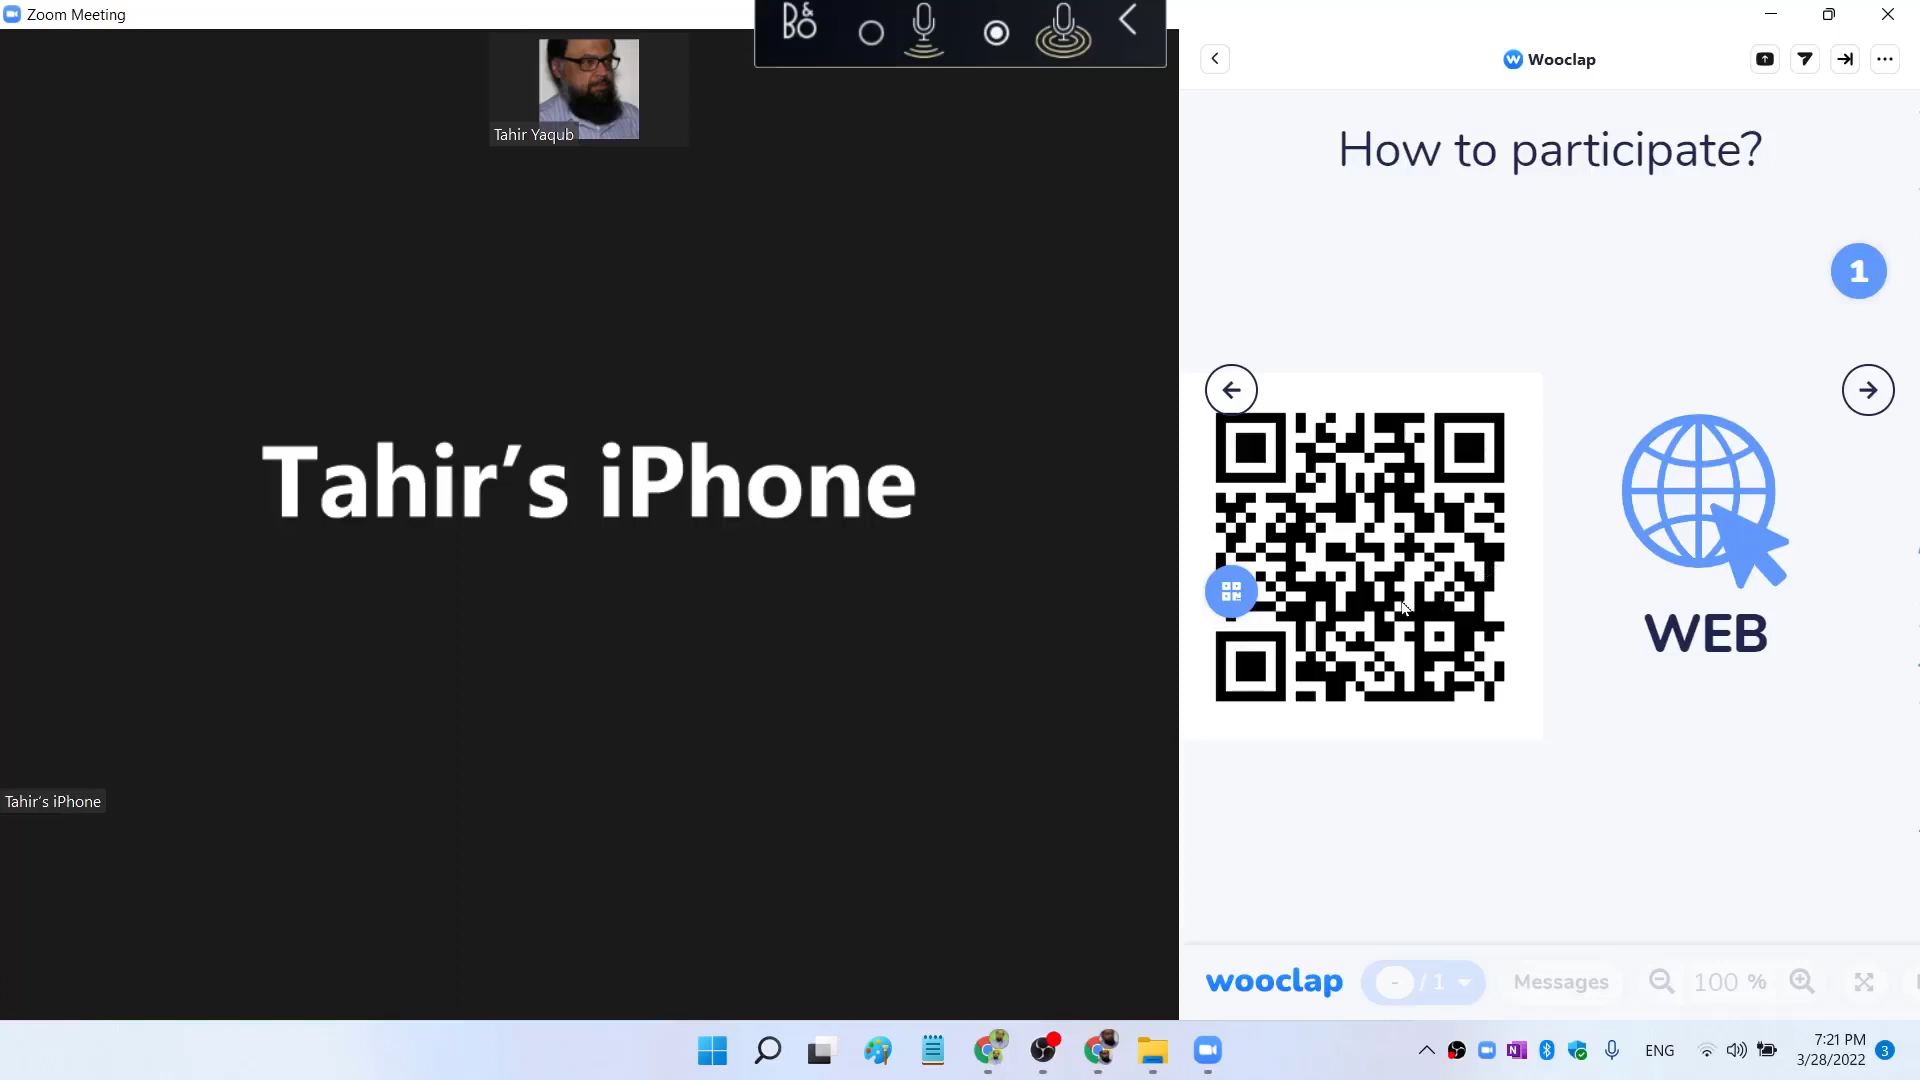 Zoom Meeting
B&O
Tahir Yaqub
Tahir's iPhone
Tahir's iPhone
Wooclap
How to participate?
1
WEB
wooclap
- / 1
Messages
100 %
ENG
7:21 PM
3/28/2022
3